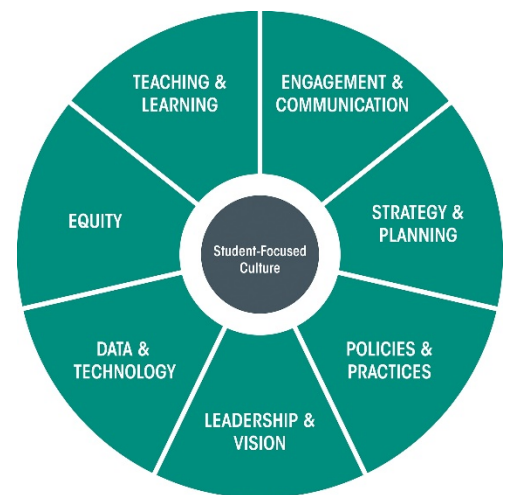 TEACHING &
LEARNING
ENGAGEMENT &
COMMUNICATION
STRATEGY &
PLANNING
POLICIES &
PRACTICES
LEADERSHIP &
VISION
DATA &
TECHNOLOGY
EQUITY
Student-Focused
Culture